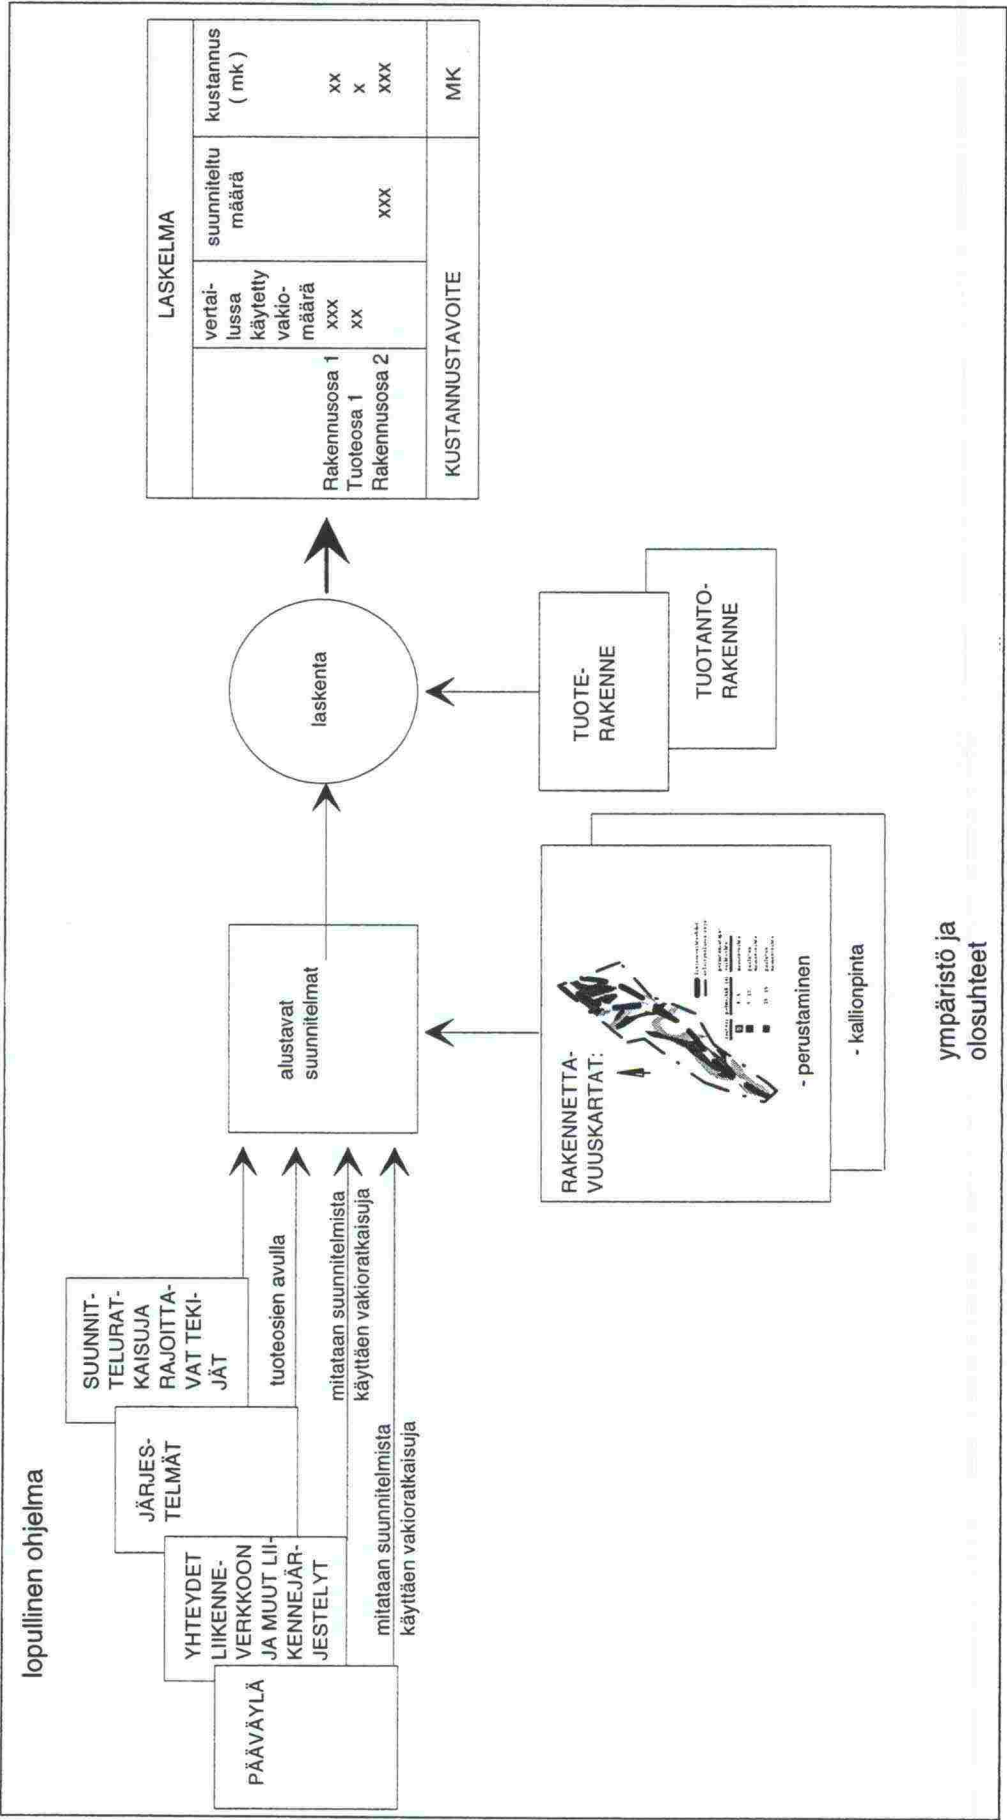 lopullinen ohjelma
PÄÄVÄYLÄ
YHTEYDET
LIIKENNE-
VERKKOON
JA MUUT LII-
KENNEJÄR-
JESTELYT
JÄRJES-
TELMÄT
SUUNNIT-
TELURAT-
KAISUJA
RAJOITTA-
VAT TEKI-
JÄT
tuoteosien avulla
mitataan suunnitelmista
käyttäen vakioratkaisuja
mitataan suunnitelmista
käyttäen vakioratkaisuja
alustavat
suunnitelmat
RAKENNETTA-
VUUSKARTAT:
- perustaminen
- kallionpinta
ympäristö ja
olosuhteet
laskenta
TUOTE-
RAKENNE
TUOTANTO-
RAKENNE
LASKELMA
vertai-
lussa
käytetty
vakio-
määrä
suunniteltu
määrä
kustannus
( mk )
Rakennusosa 1 xxx xx
Tuoteosa 1 xx x
Rakennusosa 2 xxx xxx
KUSTANNUSTAVOITE MK